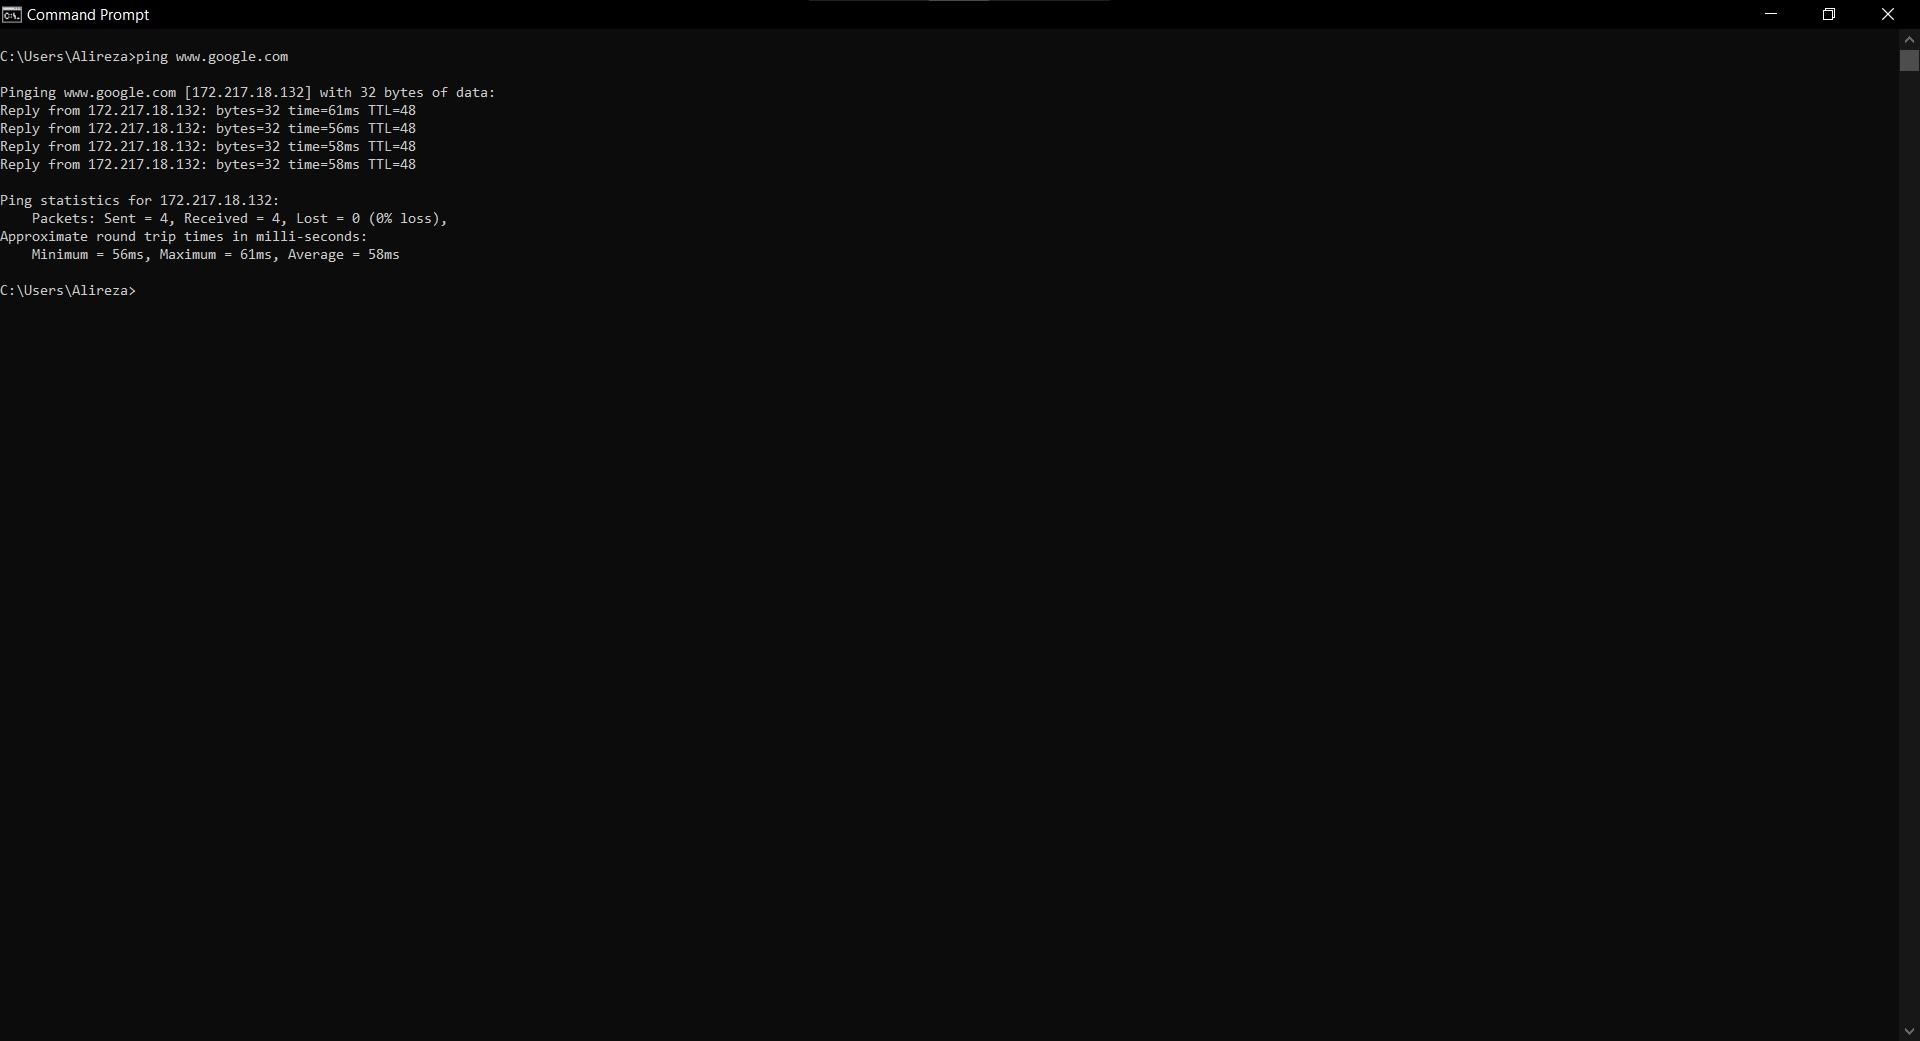 Command Prompt
C:\Users\Alireza>ping www.google.com
Pinging www.google.com [172.217.18.132] with 32 bytes of data:
Reply from 172.217.18.132: bytes=32 time=61ms TTL=48
Reply from 172.217.18.132: bytes=32 time=56ms TTL=48
Reply from 172.217.18.132: bytes=32 time=58ms TTL=48
Reply from 172.217.18.132: bytes=32 time=58ms TTL=48
Ping statistics for 172.217.18.132:
    Packets: Sent = 4, Received = 4, Lost = 0 (0% loss),
Approximate round trip times in milli-seconds:
    Minimum = 56ms, Maximum = 61ms, Average = 58ms
C:\Users\Alireza>